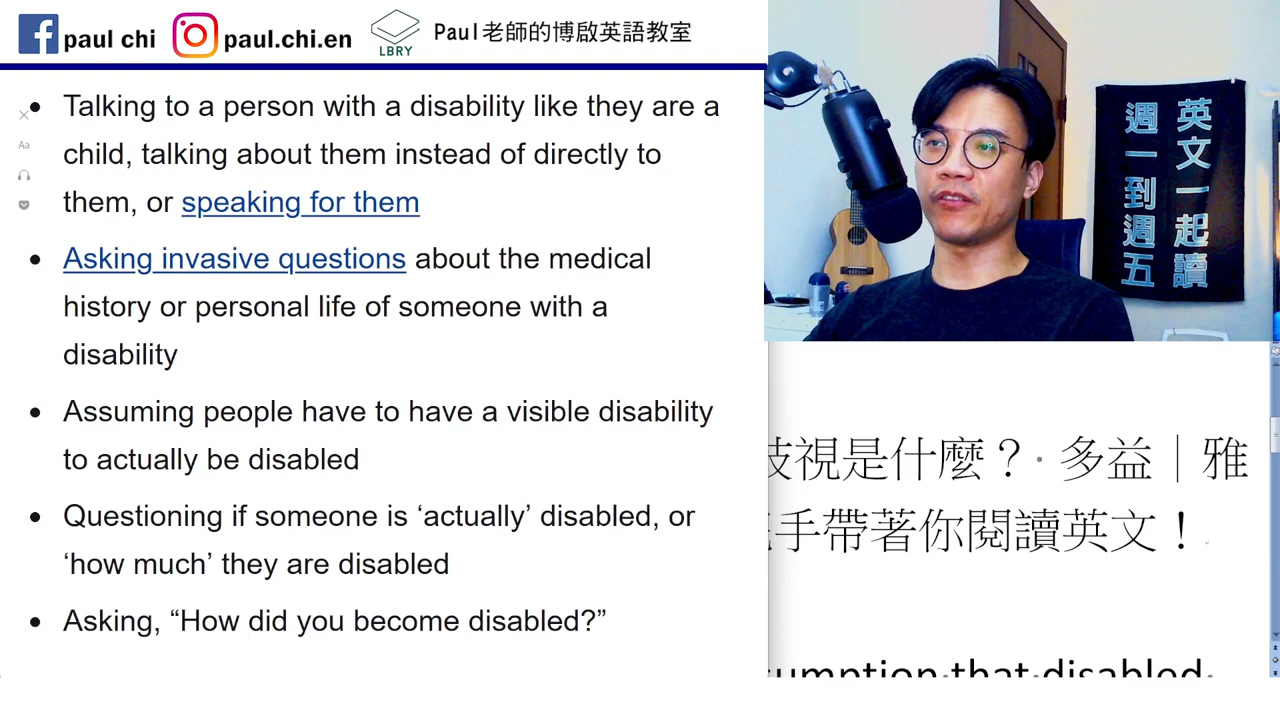 paul chi
paul.chi.en
LBRY
Paul老師的博啟英語教室
Talking to a person with a disability like they are a
child, talking about them instead of directly to
them, or speaking for them
Asking invasive questions about the medical
history or personal life of someone with a
disability
Assuming people have to have a visible disability
to actually be disabled
Questioning if someone is ‘actually’ disabled, or
‘how much’ they are disabled
Asking, “How did you become disabled?”
Aa
英文一起讀
週一到週五
視是什麼？多益｜雅
手帶著你閱讀英文！
that disabled